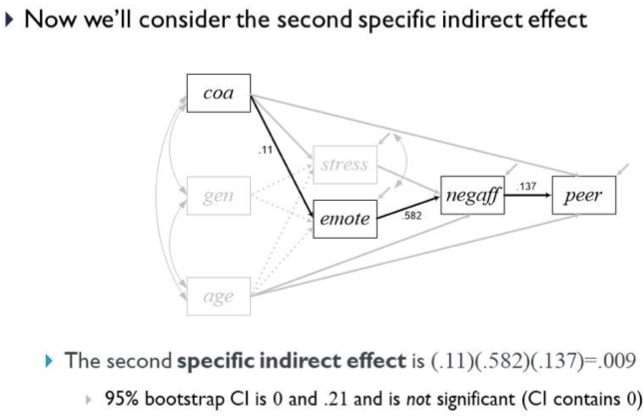 Now we'll consider the second specific indirect effect
coa
.11
stress
gen
negaff
.137
peer
emote
.582
age
The second specific indirect effect is (.11)(.582)(.137)=.009
95% bootstrap CI is 0 and .21 and is not significant (CI contains 0)